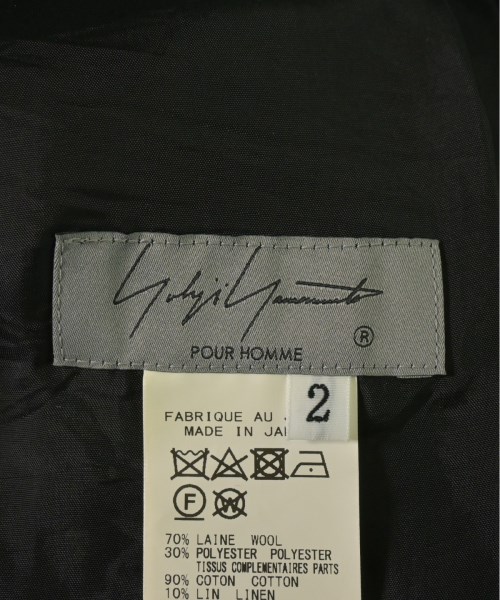 Yohji Yamamoto
®
POUR HOMME
2
FABRIQUE AU
MADE IN
F W
70% LAINE WOOL
30% POLYESTER POLYESTER
TISSUS COMPLEMENTAIRES PARTS
90% COTON COTTON
10% LIN LINEN